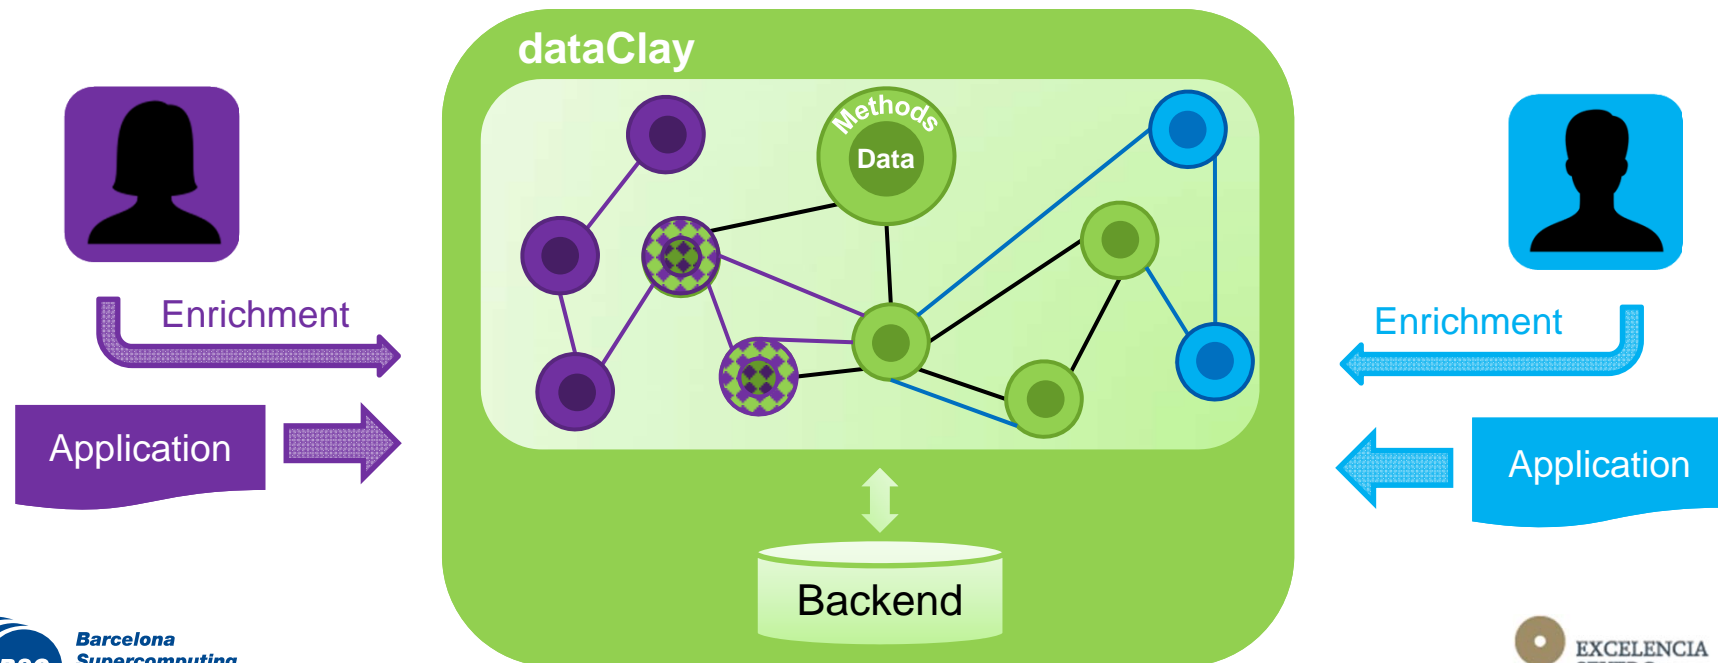 dataClay
Methods
Data
Enrichment
Enrichment
Application
Application
Backend
Barcelona
Supercomputing
EXCELENCIA